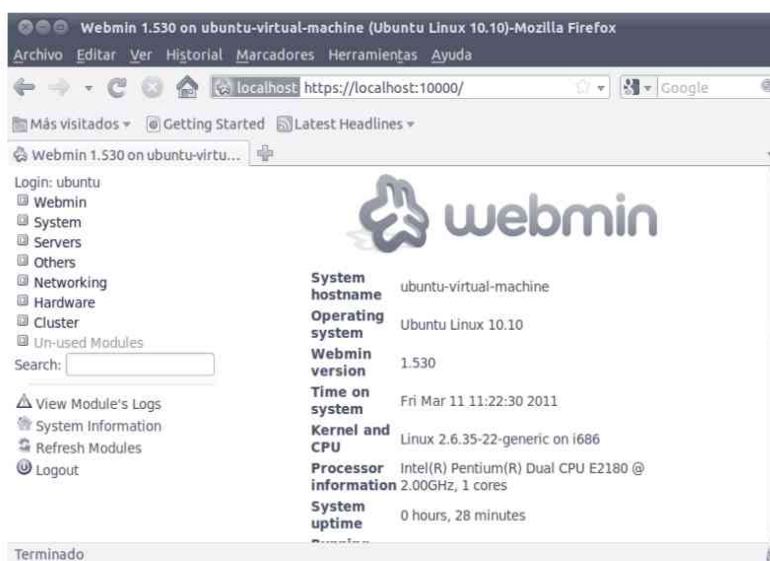 Webmin 1.530 on ubuntu-virtual-machine (Ubuntu Linux 10.10)-Mozilla Firefox
Archivo Editar Ver Historial Marcadores Herramientas Ayuda
localhost https://localhost:10000/ Google
Más visitados Getting Started Latest Headlines
Webmin 1.530 on ubuntu-virtu...
Login: ubuntu
Webmin
System
Servers
Others
Networking
Hardware
Cluster
Un-used Modules
Search:
View Module's Logs
System Information
Refresh Modules
Logout
webmin
System hostname ubuntu-virtual-machine
Operating system Ubuntu Linux 10.10
Webmin version 1.530
Time on system Fri Mar 11 11:22:30 2011
Kernel and CPU Linux 2.6.35-22-generic on i686
Processor information Intel(R) Pentium(R) Dual CPU E2180 @ 2.00GHz, 1 cores
System uptime 0 hours, 28 minutes
Terminado